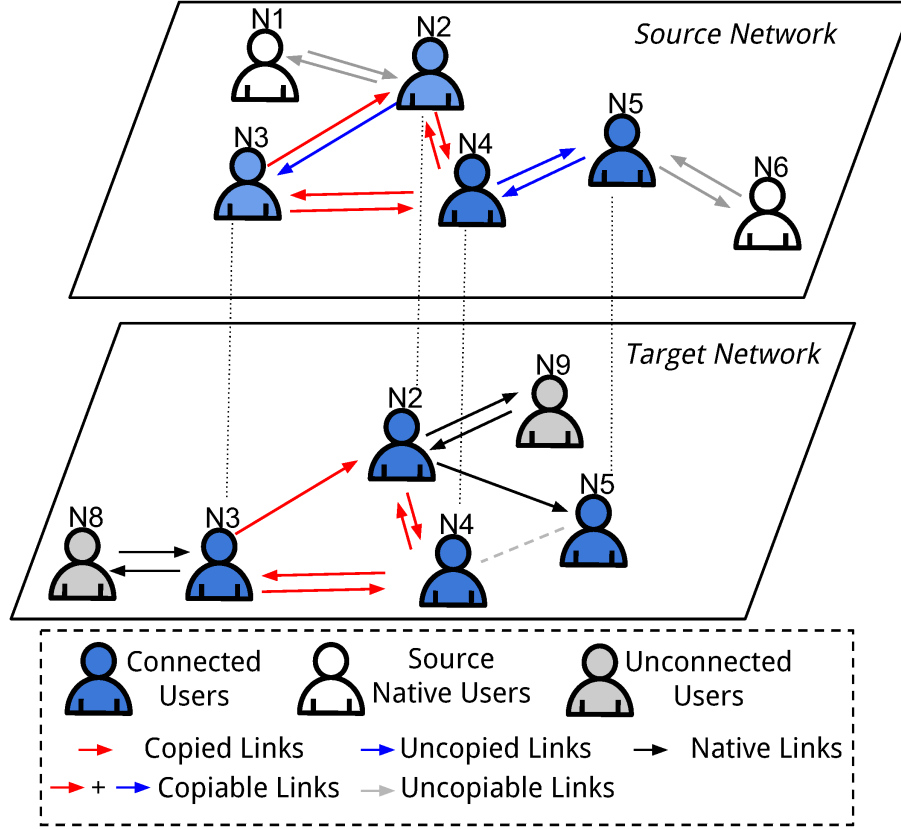 N1
N2
Source Network
N5
N3
N4
N6
Target Network
N9
N2
N5
N8
N3
N4
Connected
Users
Source
Native Users
Unconnected
Users
Copied Links
Uncopied Links
Native Links
+
Copiable Links
Uncopiable Links